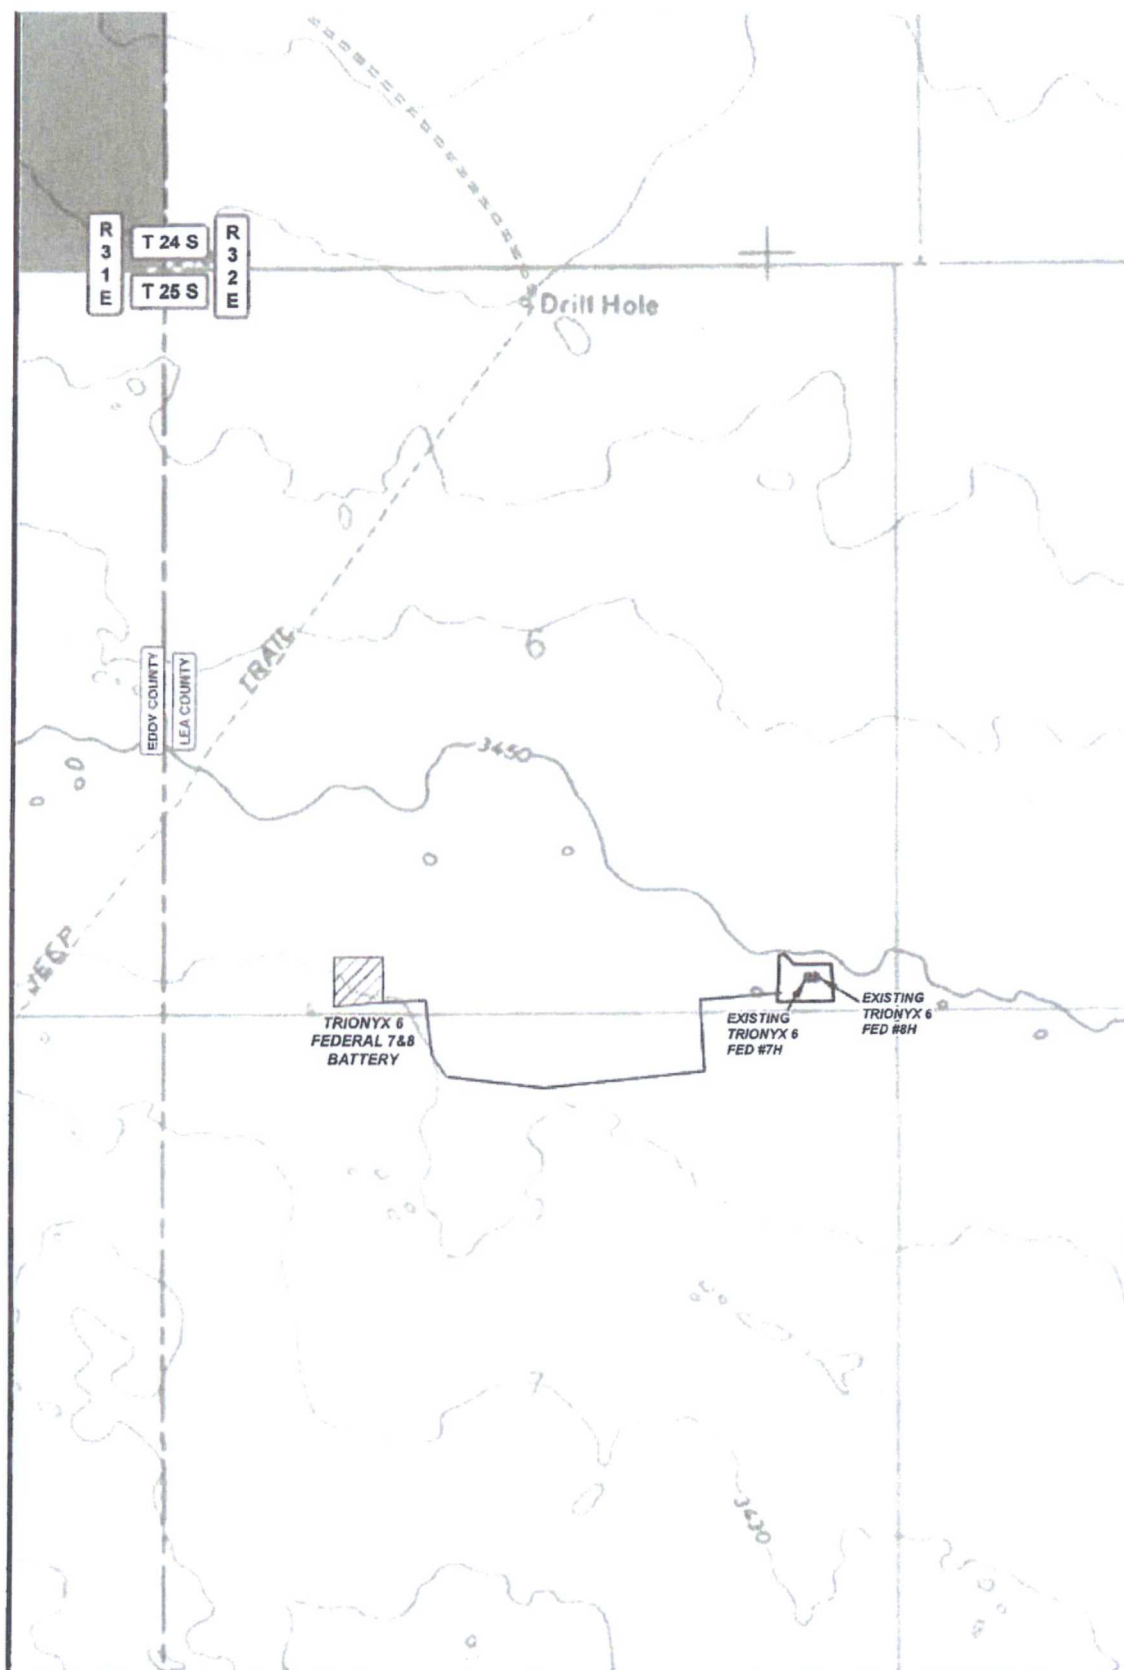 R
3
1
E
T 24 S
T 25 S
R
3
2
E
Drill Hole
6
TRAIL
EDDY COUNTY
LEA COUNTY
3450
JEEP
TRIONYX 6
FEDERAL 7&8
BATTERY
EXISTING
TRIONYX 6
FED #7H
EXISTING
TRIONYX 6
FED #8H
7
3430